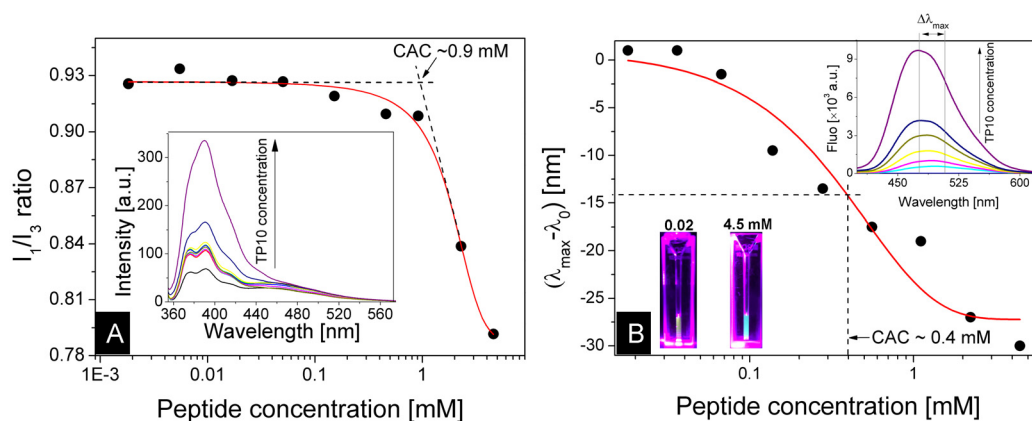 I1/I3 ratio
0.93
0.90
0.87
0.84
0.81
0.78
1E-3
0.01
0.1
1
Peptide concentration [mM]
CAC ~0.9 mM
A
Intensity [a.u.]
300
200
100
0
360
400
440
480
520
560
Wavelength [nm]
TP10 concentration
(λmax-λ0) [nm]
0
-5
-10
-15
-20
-25
-30
0.1
1
Peptide concentration [mM]
CAC ~ 0.4 mM
B
0.02
4.5 mM
Δλmax
Fluo [×10³ a.u.]
9
6
3
0
450
525
600
Wavelength [nm]
TP10 concentration